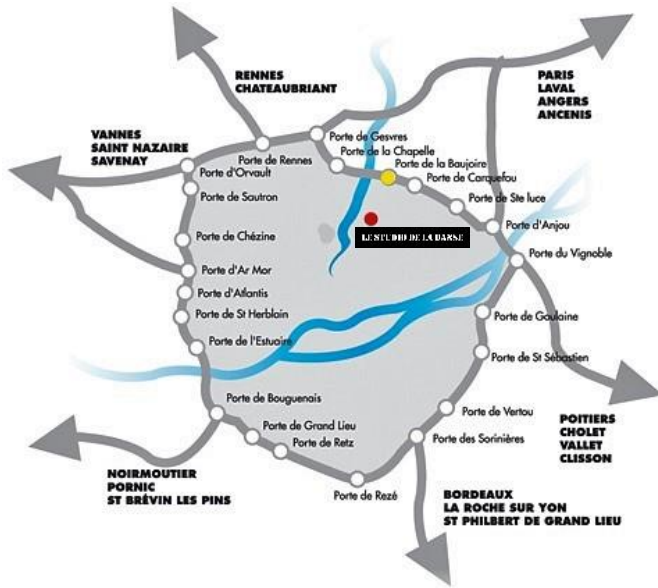 RENNES
CHATEAUBRIANT
PARIS
LAVAL
ANGERS
ANCENIS
VANNES
SAINT NAZAIRE
SAVENAY
Porte de Gesvres
Porte de la Chapelle
Porte de Rennes
Porte de la Baujoire
Porte d'Orvault
Porte de Carquefou
Porte de Sautron
Porte de Ste luce
Porte d'Anjou
Porte de Chézine
LE STUDIO DE LA DARSE
Porte du Vignoble
Porte d'Ar Mor
Porte d'Atlantis
Porte de St Herblain
Porte de Goulaine
Porte de l'Estuaire
Porte de St Sébastien
Porte de Bouguenais
Porte de Vertou
Porte de Grand Lieu
Porte de Retz
Porte des Sorinières
POITIERS
CHOLET
VALLET
CLISSON
NOIRMOUTIER
PORNIC
ST BRÉVIN LES PINS
Porte de Rezé
BORDEAUX
LA ROCHE SUR YON
ST PHILBERT DE GRAND LIEU